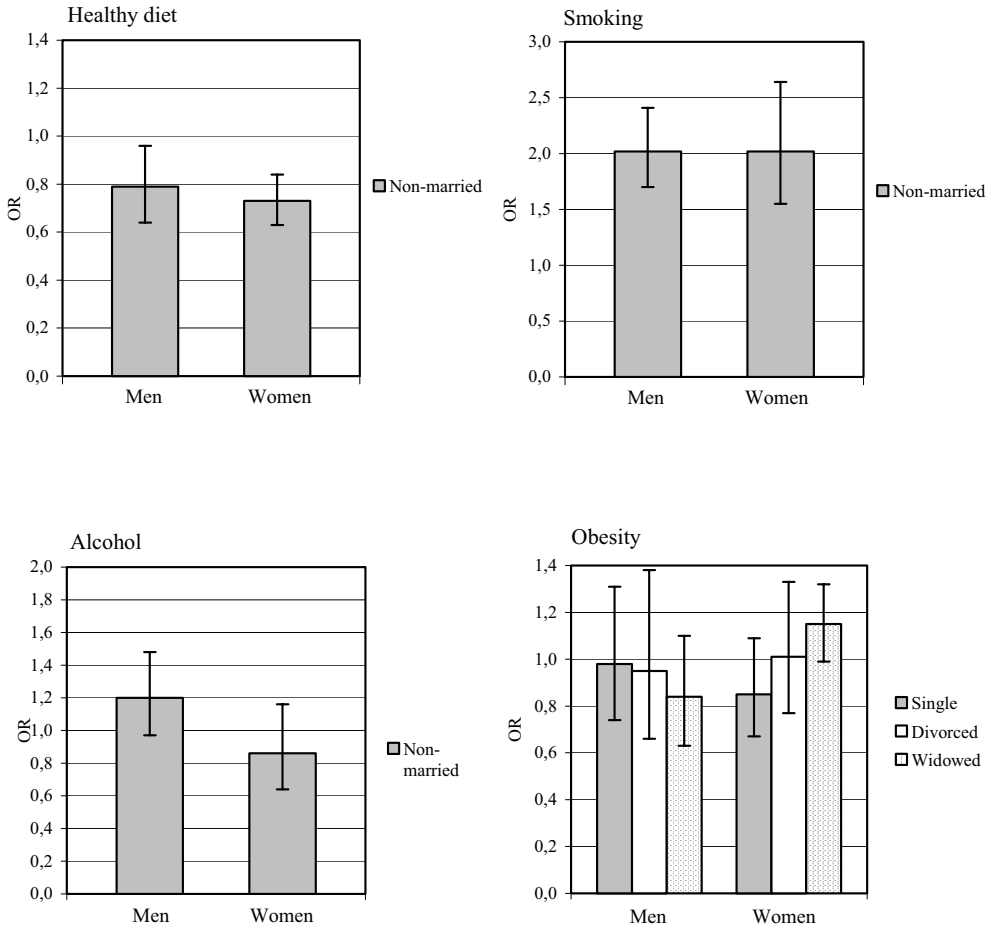 Healthy diet
1,4
1,2
1,0
0,8
0,6
0,4
0,2
0,0
OR
Men Women
Non-married
Smoking
3,0
2,5
2,0
1,5
1,0
0,5
0,0
OR
Men Women
Non-married
Alcohol
2,0
1,8
1,6
1,4
1,2
1,0
0,8
0,6
0,4
0,2
0,0
OR
Men Women
Non-
married
Obesity
1,4
1,2
1,0
0,8
0,6
0,4
0,2
0,0
OR
Men Women
Single
Divorced
Widowed